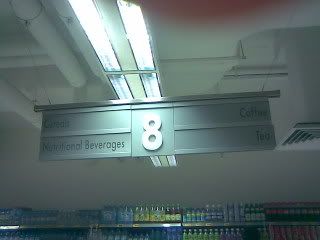 Cereals
Nutritional Beverages
8
Coffee
Tea